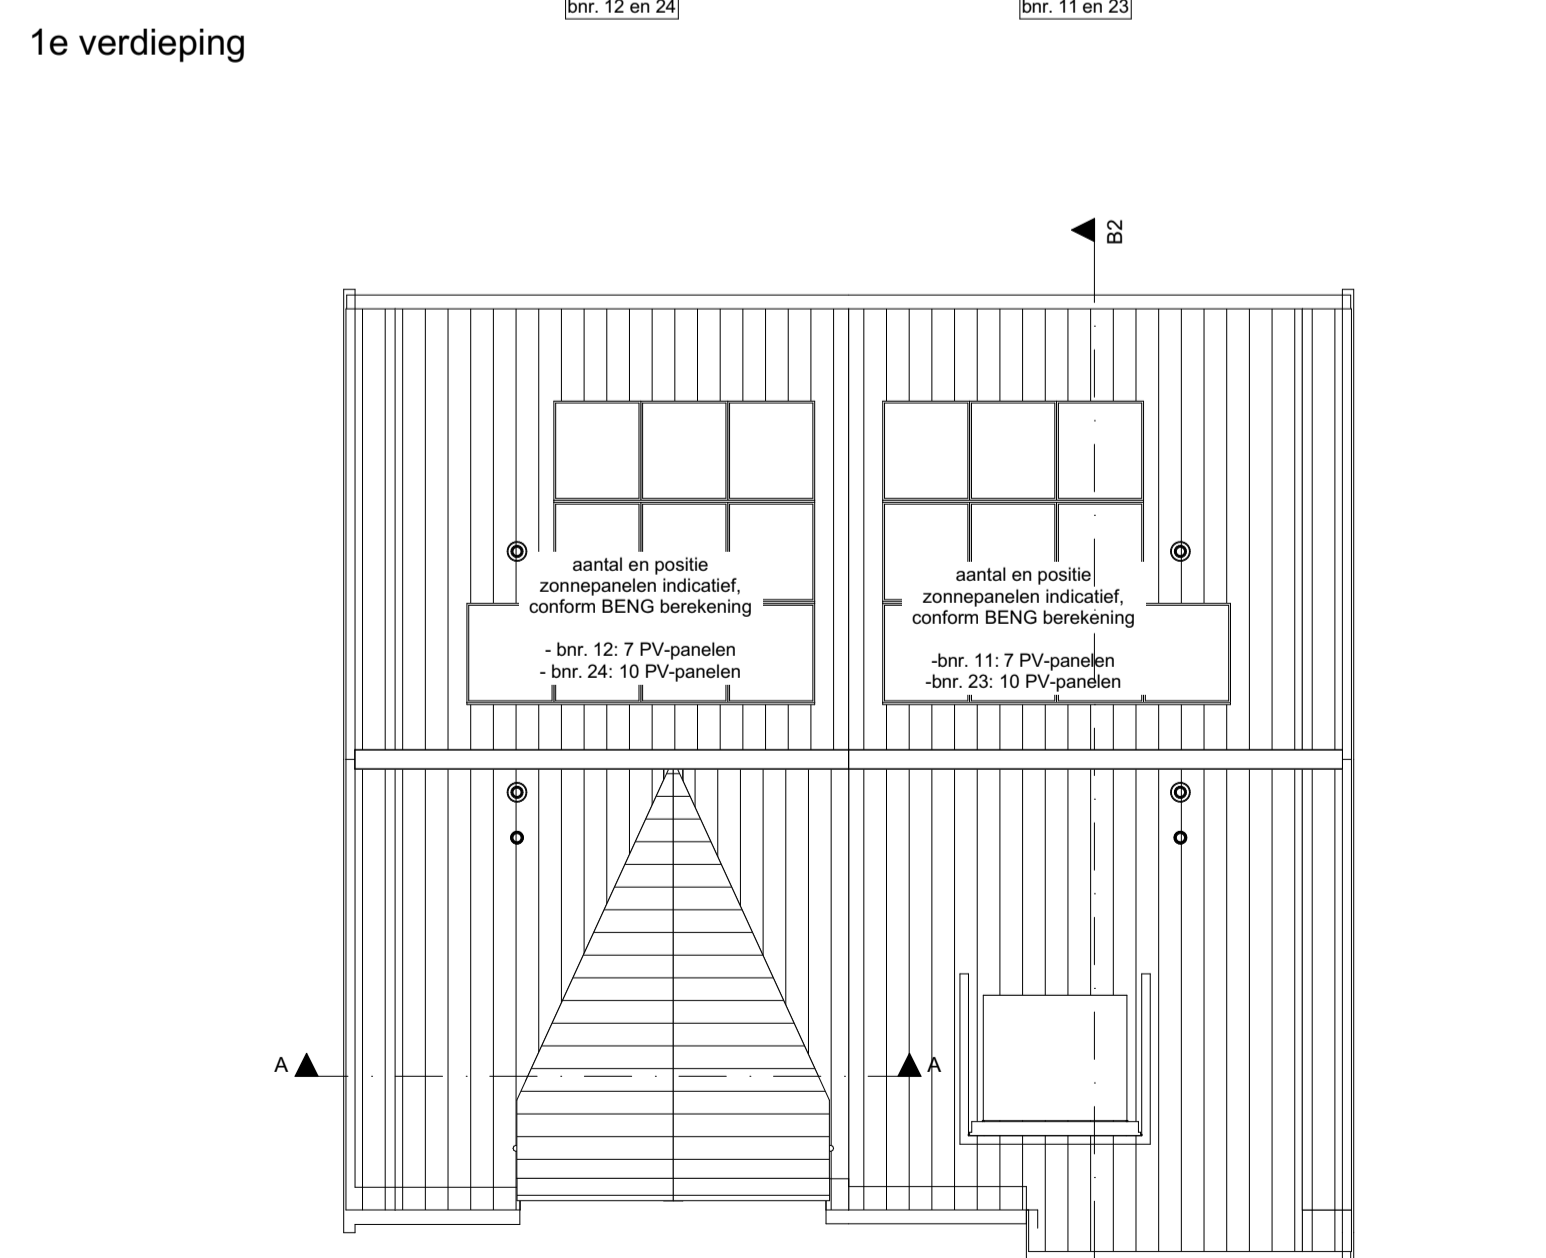 bnr. 12 en 24
bnr. 11 en 23
1e verdieping
B2
aantal en positie
zonnepanelen indicatief,
conform BENG berekening
- bnr. 12: 7 PV-panelen
- bnr. 24: 10 PV-panelen
aantal en positie
zonnepanelen indicatief,
conform BENG berekening
-bnr. 11: 7 PV-panelen
-bnr. 23: 10 PV-panelen
A
A